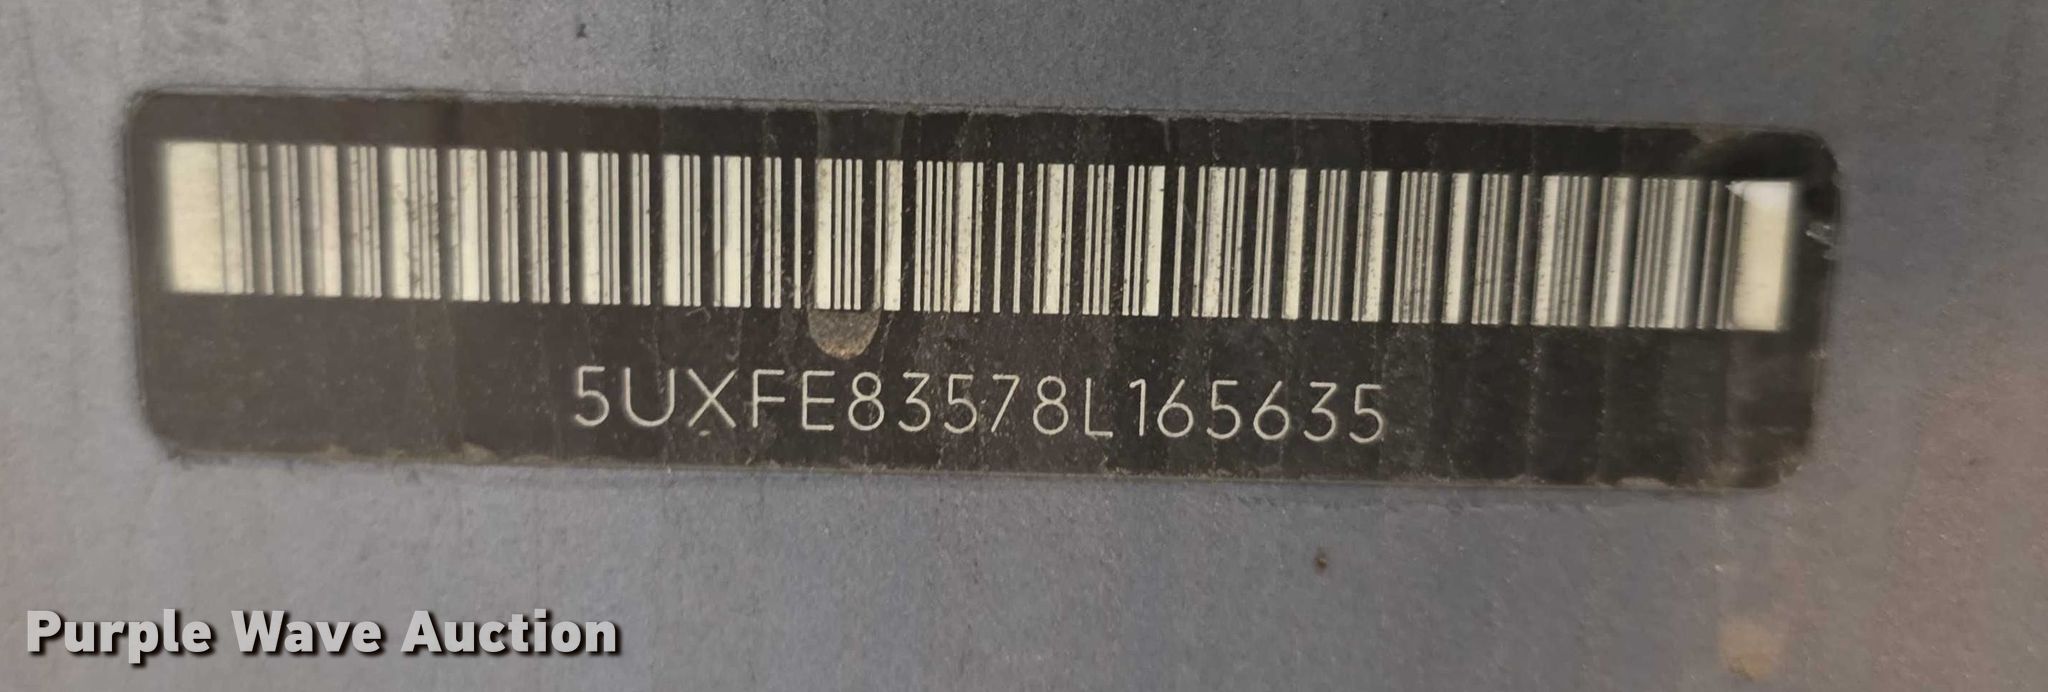 5UXFE83578L165635
Purple Wave Auction